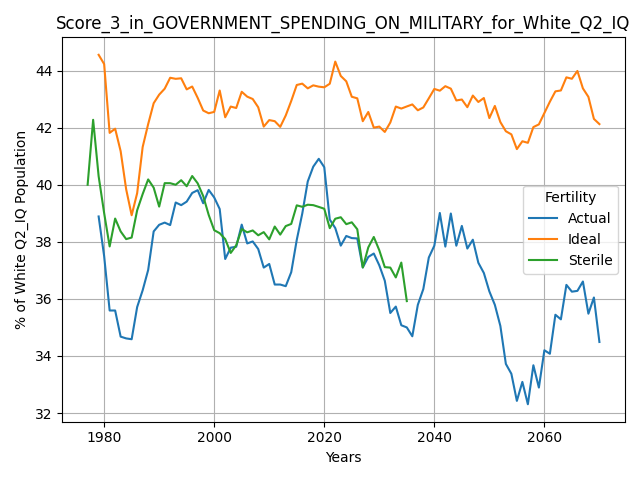 Score_3_in_GOVERNMENT_SPENDING_ON_MILITARY_for_White_Q2_IQ
% of White Q2_IQ Population
44
42
40
38
36
34
32
Fertility
Actual
Ideal
Sterile
1980
2000
2020
2040
2060
Years